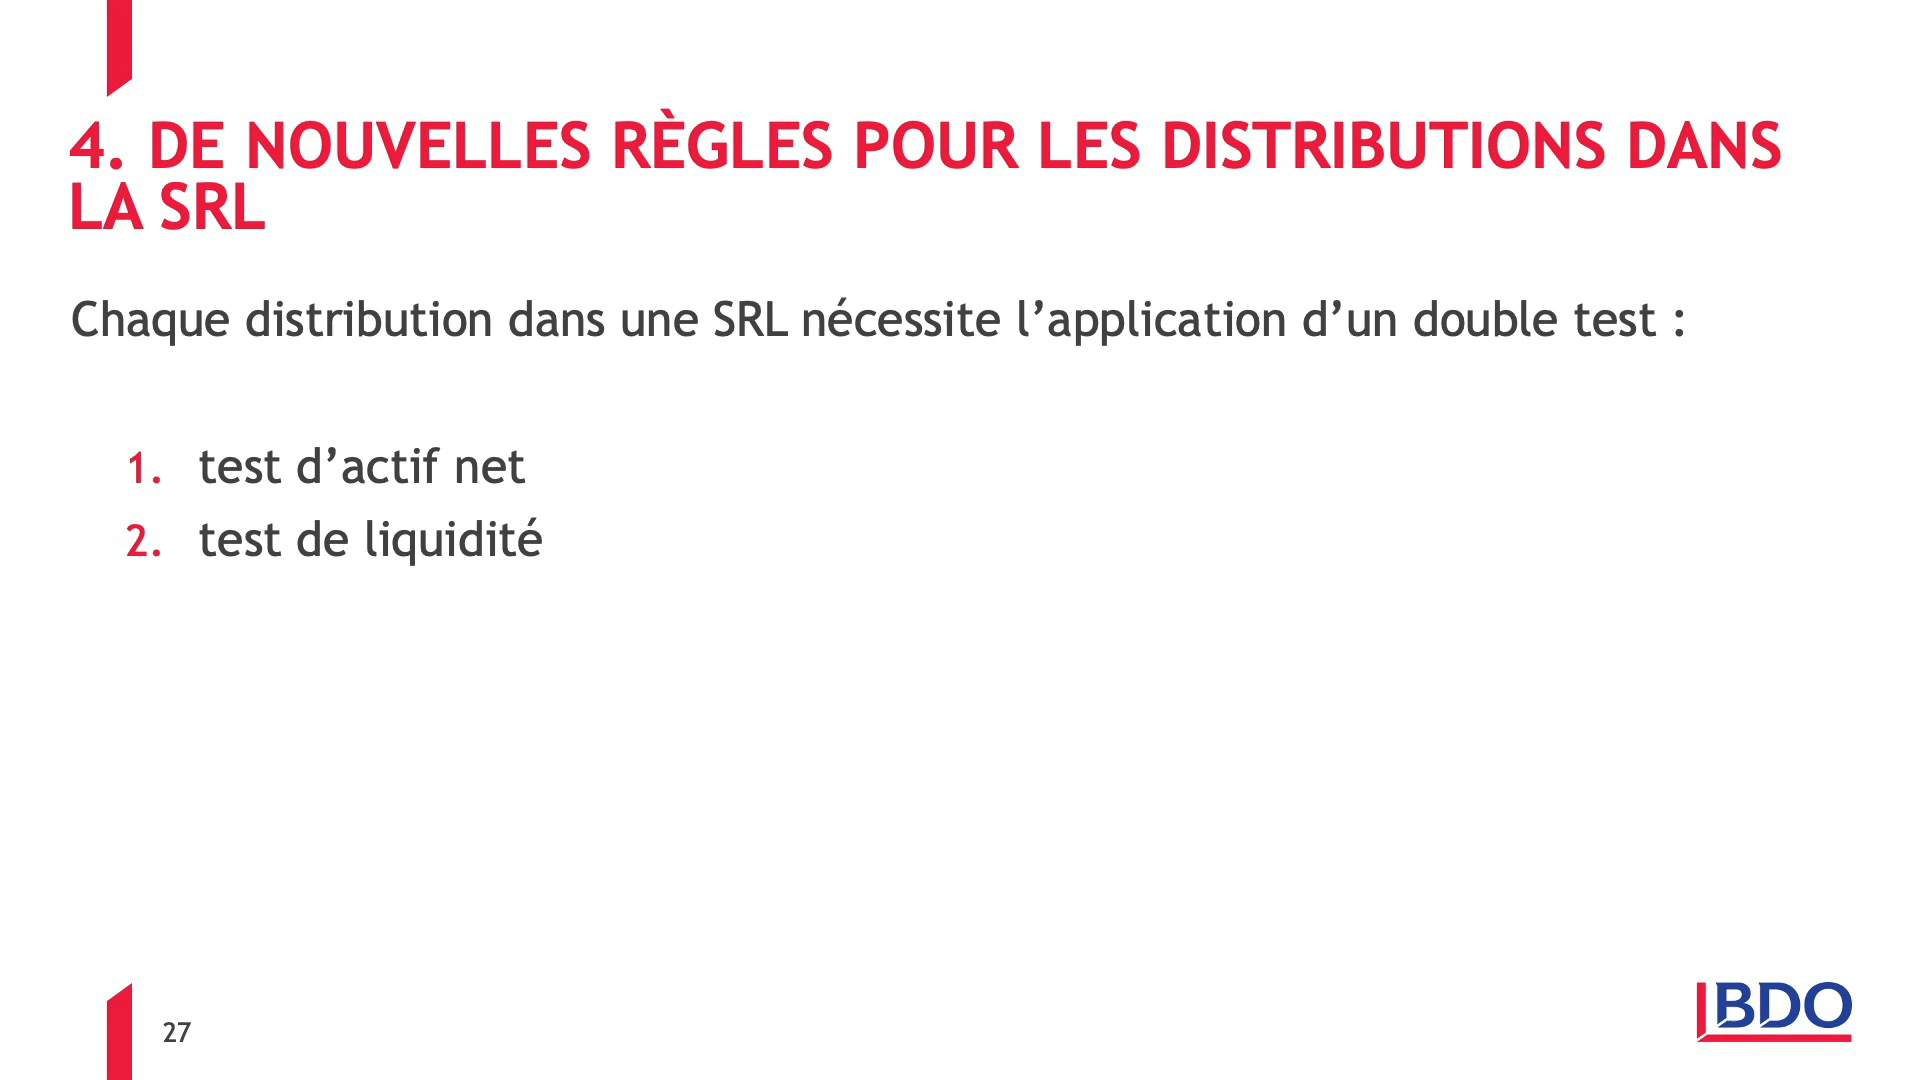 4. DE NOUVELLES RÈGLES POUR LES DISTRIBUTIONS DANS
LA SRL
Chaque distribution dans une SRL nécessite l’application d’un double test :
1. test d’actif net
2. test de liquidité
27
BDO